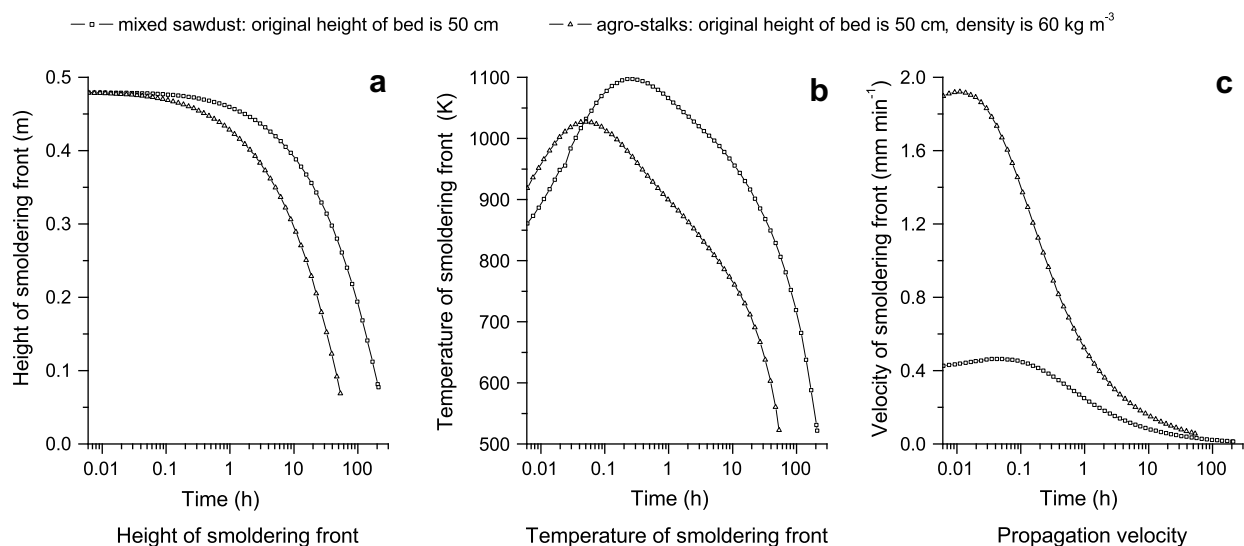 mixed sawdust: original height of bed is 50 cm
agro-stalks: original height of bed is 50 cm, density is 60 kg m⁻³
a
0.5
0.4
0.3
0.2
0.1
0.0
Height of smoldering front (m)
0.01 0.1 1 10 100
Time (h)
Height of smoldering front
b
1100
1000
900
800
700
600
500
Temperature of smoldering front (K)
0.01 0.1 1 10 100
Time (h)
Temperature of smoldering front
c
2.0
1.6
1.2
0.8
0.4
0.0
Velocity of smoldering front (mm min⁻¹)
0.01 0.1 1 10 100
Time (h)
Propagation velocity